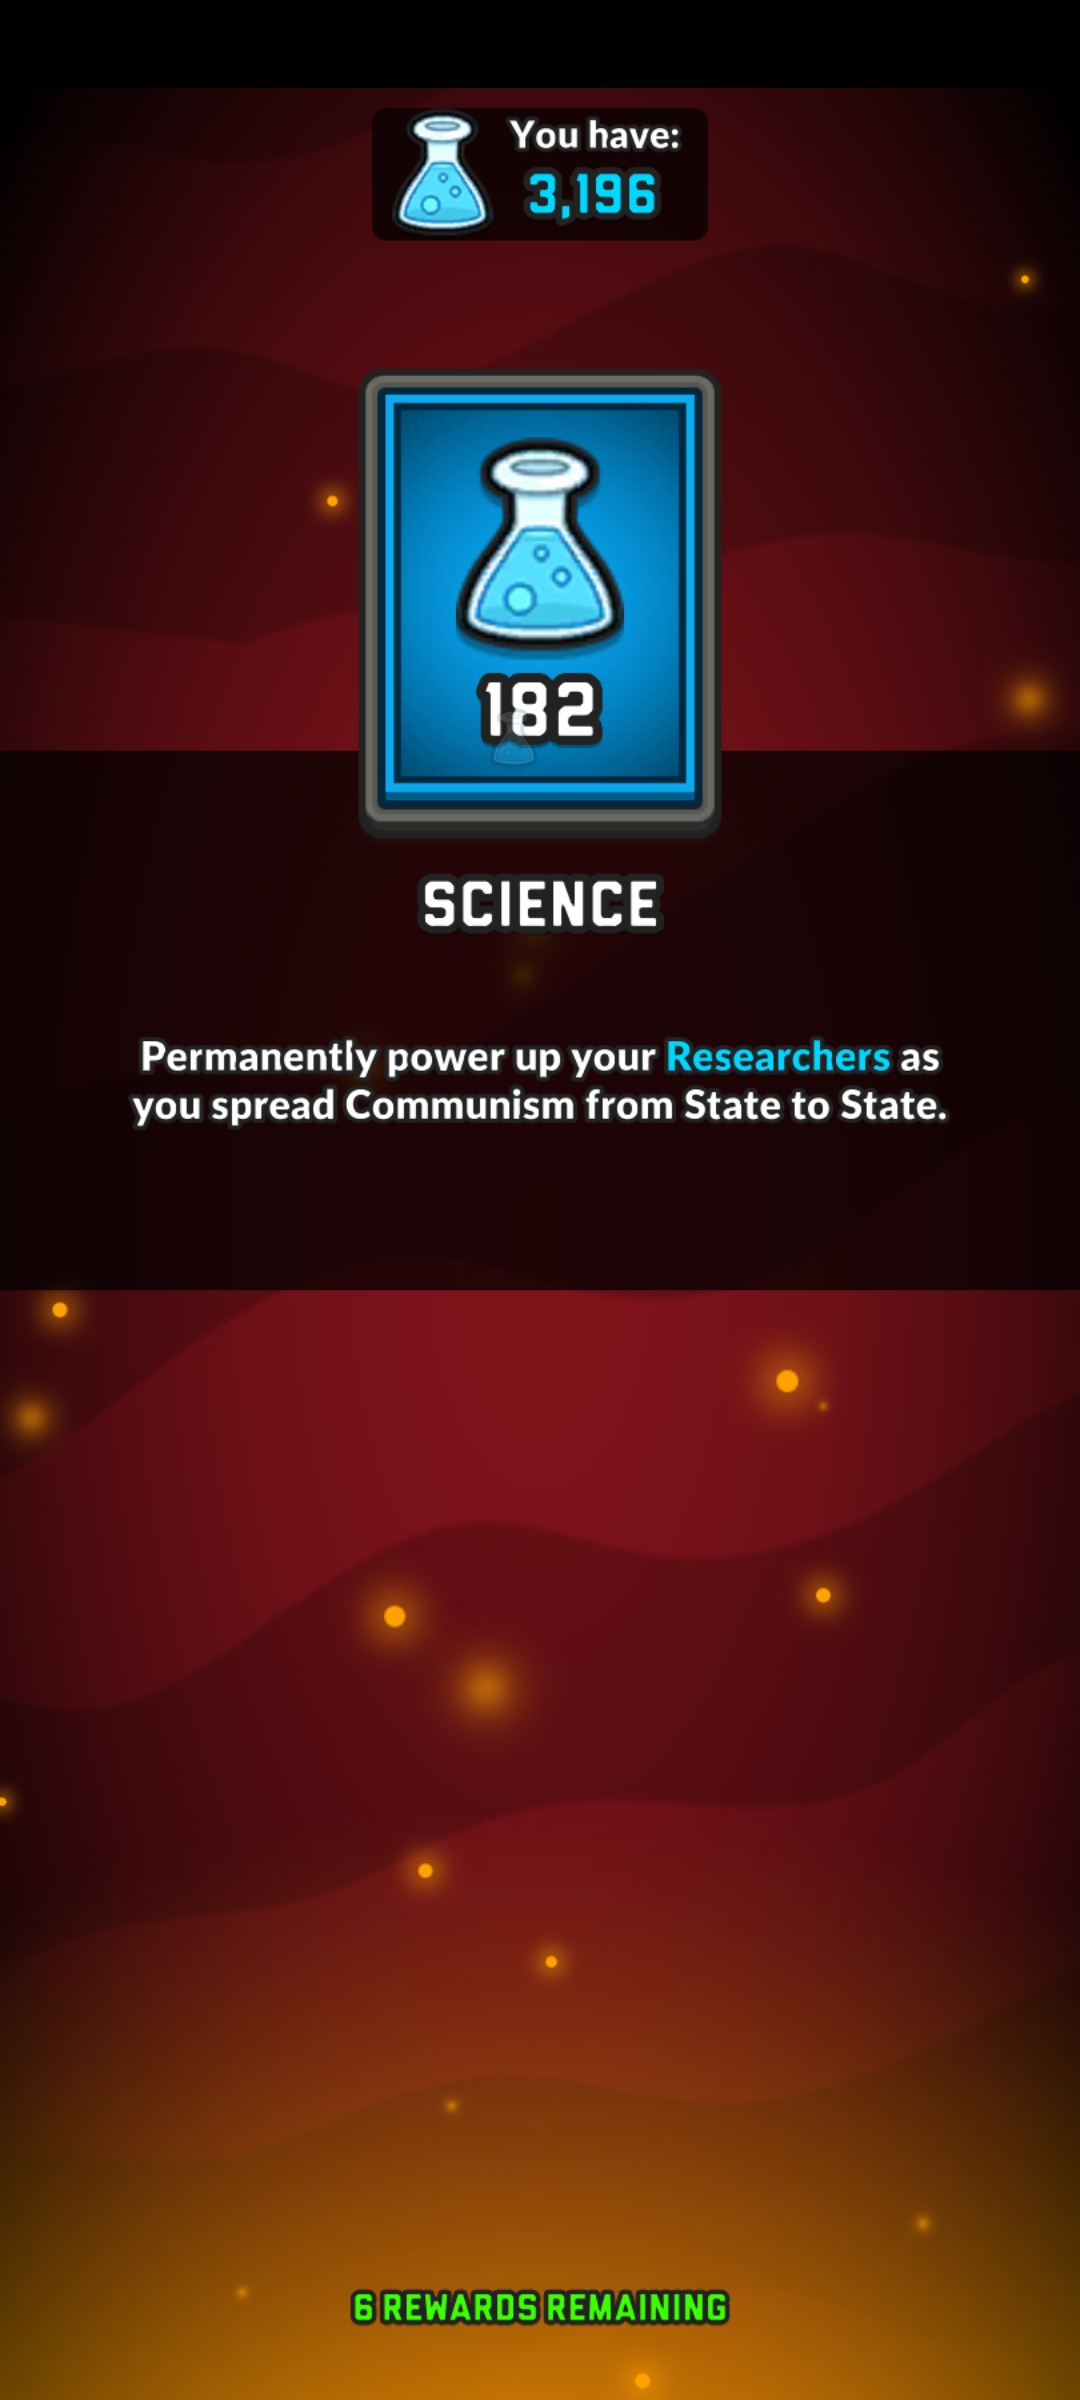 You have:
3,196
182
SCIENCE
Permanently power up your Researchers as
you spread Communism from State to State.
6 REWARDS REMAINING